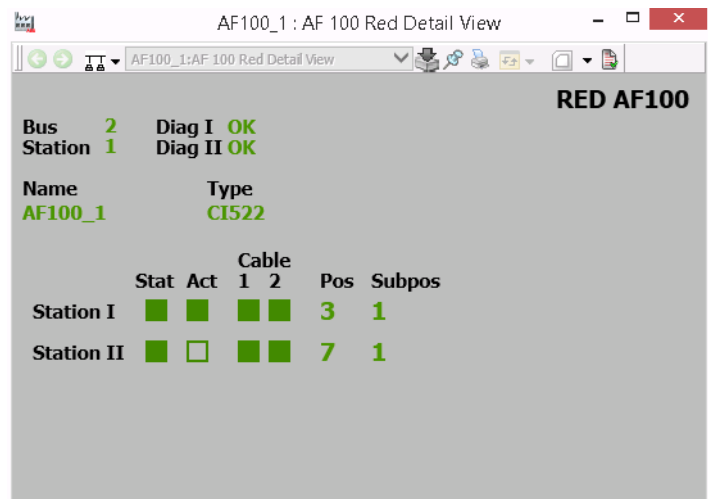 AF100_1 : AF 100 Red Detail View
AF100_1:AF 100 Red Detail View
RED AF100
Bus 2 Diag I OK
Station 1 Diag II OK
Name Type
AF100_1 CI522
Cable
Stat Act 1 2 Pos Subpos
Station I 3 1
Station II 7 1